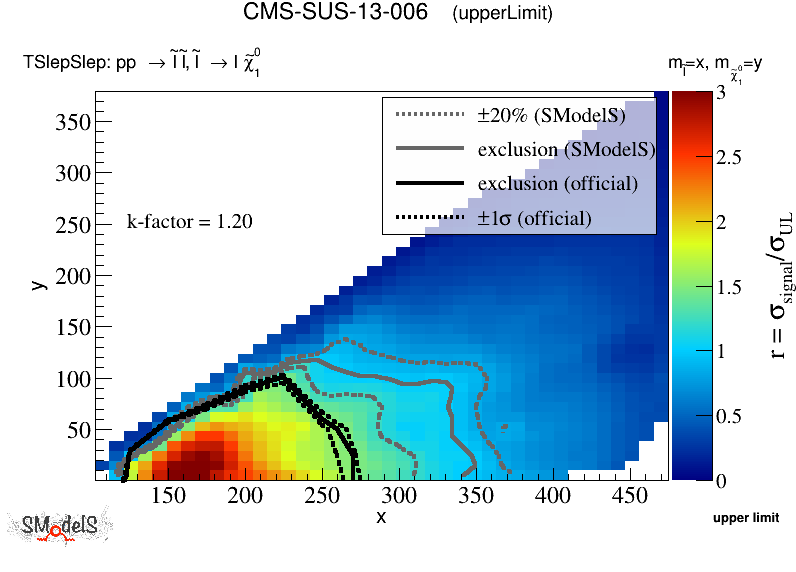 CMS-SUS-13-006 (upperLimit)
TSlepSlep: pp → l̃ l̃, l̃ → l χ̃₁⁰
m_l̃=x, m_χ̃₁⁰=y
±20% (SModelS)
exclusion (SModelS)
exclusion (official)
±1σ (official)
k-factor = 1.20
350
300
250
200
150
100
50
y
150 200 250 300 350 400 450
x
3
2.5
2
1.5
1
0.5
0
r = σ_signal/σ_UL
upper limit
SModelS